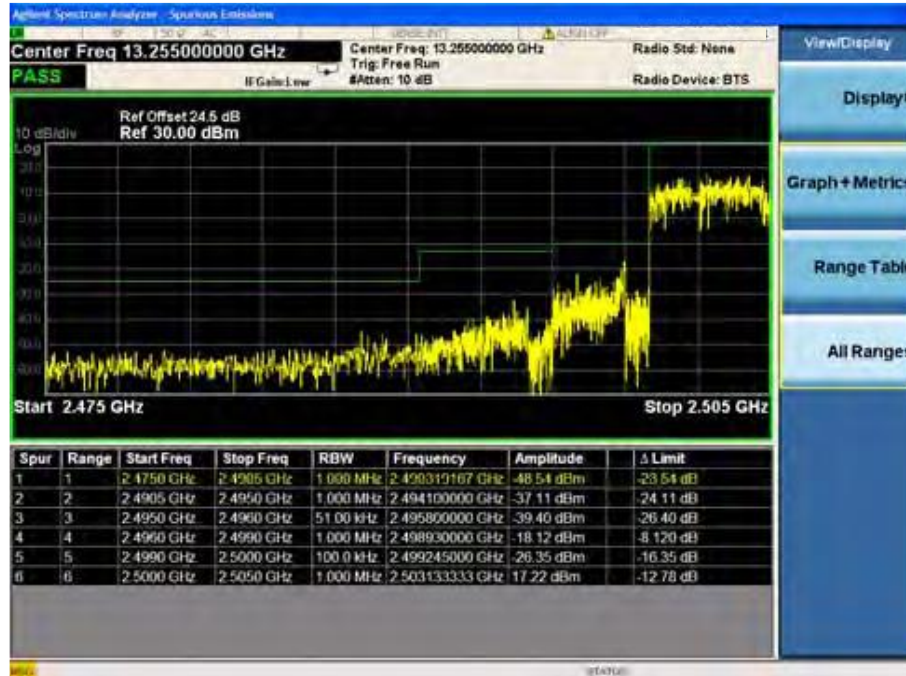 Agilent Spectrum Analyzer - Spurious Emissions
Center Freq 13.255000000 GHz
Center Freq: 13.255000000 GHz
Radio Std: None
Trig: Free Run
PASS
IFGain:Low
#Atten: 10 dB
Radio Device: BTS
View/Display
Display
Graph + Metrics
Range Tabl
All Ranges
Ref Offset 24.5 dB
10 dB/div
Ref 30.00 dBm
Log
Start 2.475 GHz
Stop 2.505 GHz
Spur Range Start Freq Stop Freq RBW Frequency Amplitude Δ Limit
1 1 2.4750 GHz 2.4905 GHz 1.000 MHz 2.490319167 GHz -48.54 dBm -23.54 dB
2 2 2.4905 GHz 2.4950 GHz 1.000 MHz 2.494100000 GHz -37.11 dBm -24.11 dB
3 3 2.4950 GHz 2.4960 GHz 51.00 kHz 2.495800000 GHz -39.40 dBm -26.40 dB
4 4 2.4960 GHz 2.4990 GHz 1.000 MHz 2.498930000 GHz -18.12 dBm -8.120 dB
5 5 2.4990 GHz 2.5000 GHz 100.0 kHz 2.499245000 GHz -26.35 dBm -16.35 dB
6 6 2.5000 GHz 2.5050 GHz 1.000 MHz 2.503133333 GHz 17.22 dBm -12.78 dB
MSG
STATUS